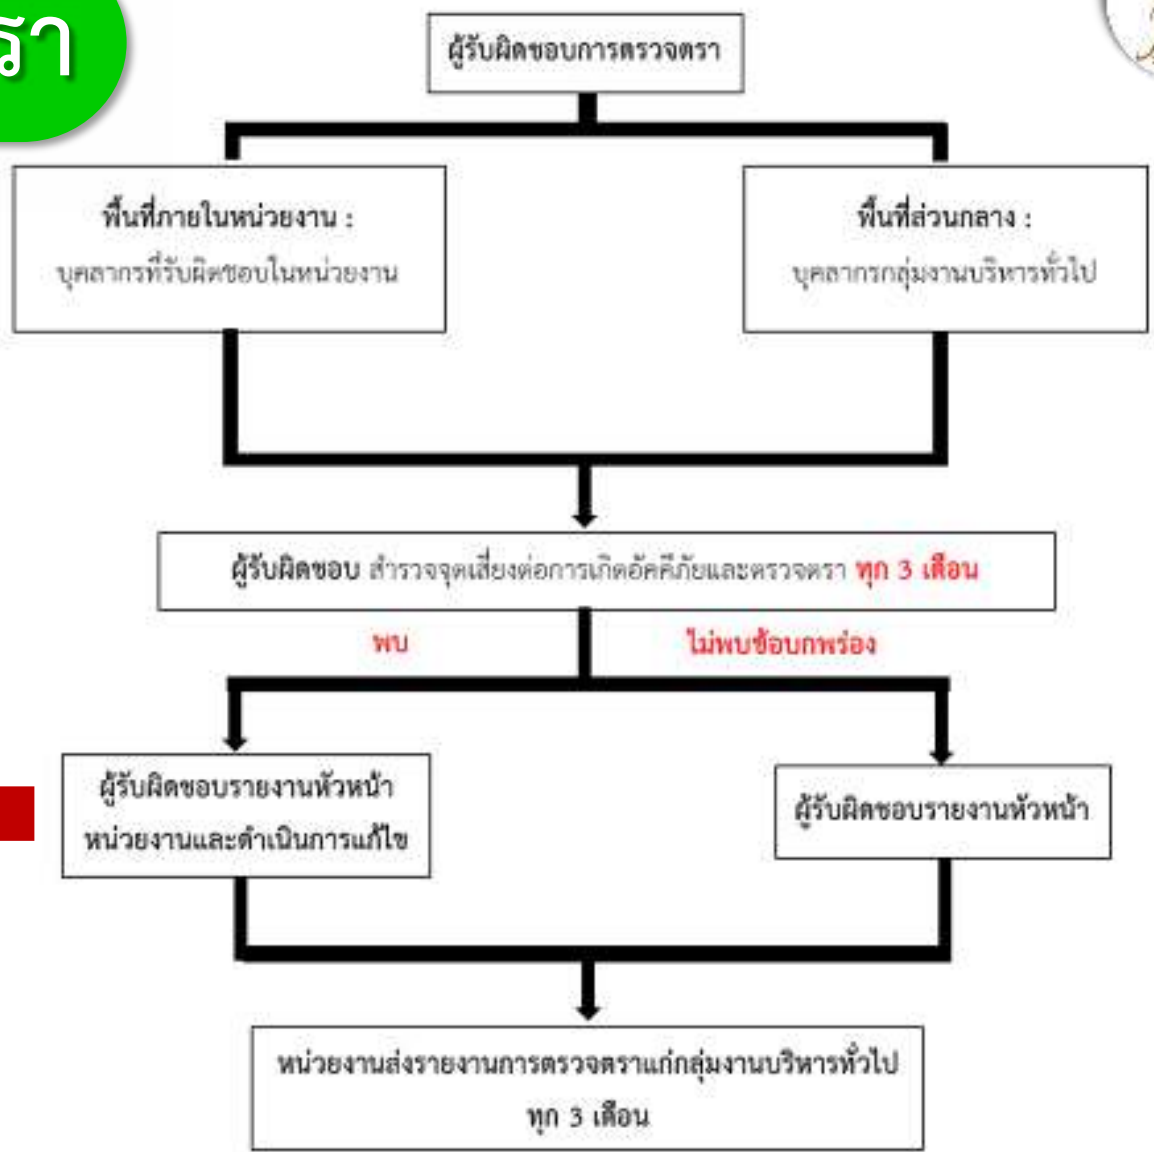 รา
ผู้รับผิดชอบการตรวจตรา
พื้นที่ภายในหน่วยงาน :
บุคลากรที่รับผิดชอบในหน่วยงาน
พื้นที่ส่วนกลาง :
บุคลากรกลุ่มงานบริหารทั่วไป
ผู้รับผิดชอบ สำรวจจุดเสี่ยงต่อการเกิดอัคคีภัยและตรวจตรา ทุก 3 เดือน
พบ
ไม่พบข้อบกพร่อง
ผู้รับผิดชอบรายงานหัวหน้า
หน่วยงานและดำเนินการแก้ไข
ผู้รับผิดชอบรายงานหัวหน้า
หน่วยงานส่งรายงานการตรวจตราแก่กลุ่มงานบริหารทั่วไป
ทุก 3 เดือน